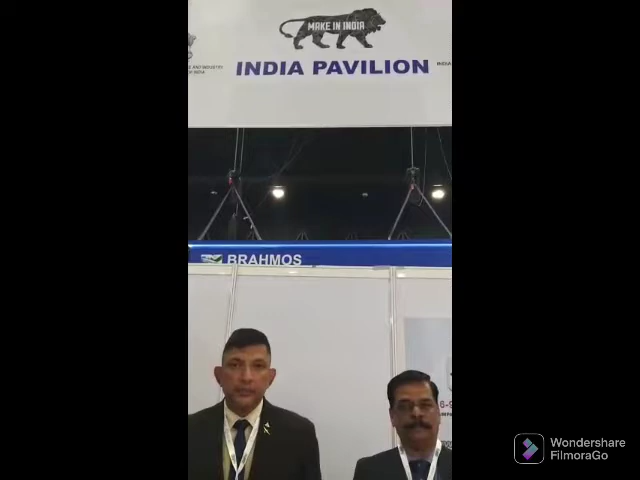 MAKE IN INDIA
INDIA PAVILION
BRAHMOS
Wondershare
FilmoraGo